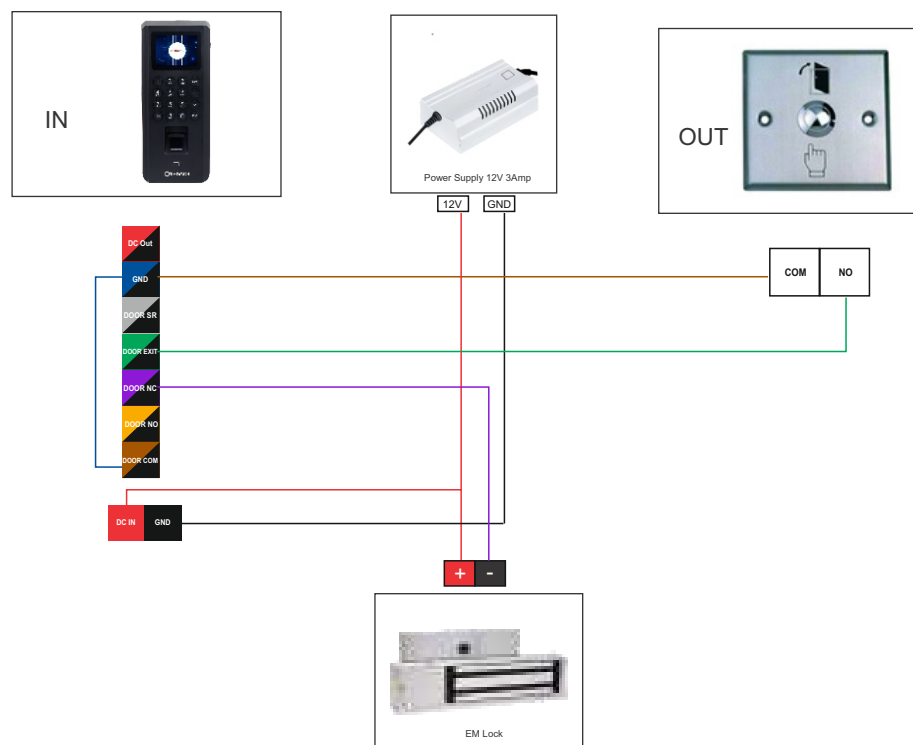 IN
Power Supply 12V 3Amp
OUT
12V
GND
DC Out
GND
DOOR SR
DOOR EXIT
DOOR NC
DOOR NO
DOOR COM
COM
NO
DC IN
GND
+
-
EM Lock